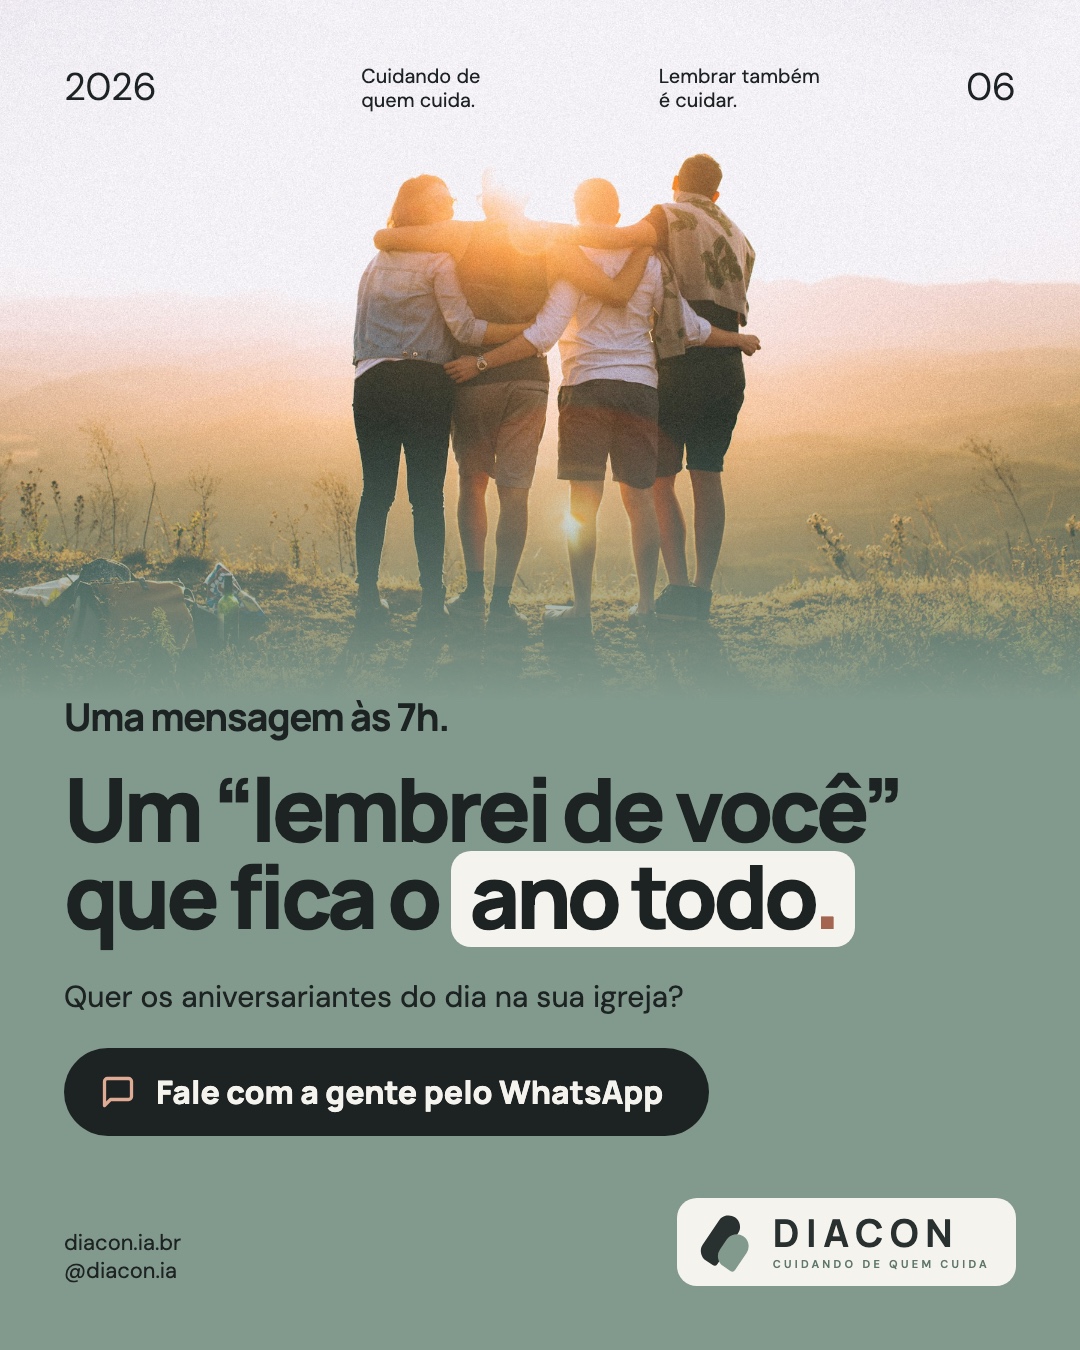 2026
Cuidando de
quem cuida.
Lembrar também
é cuidar.
06
Uma mensagem às 7h.
Um “lembrei de você”
que fica o ano todo.
Quer os aniversariantes do dia na sua igreja?
Fale com a gente pelo WhatsApp
diacon.ia.br
@diacon.ia
DIACON
CUIDANDO DE QUEM CUIDA